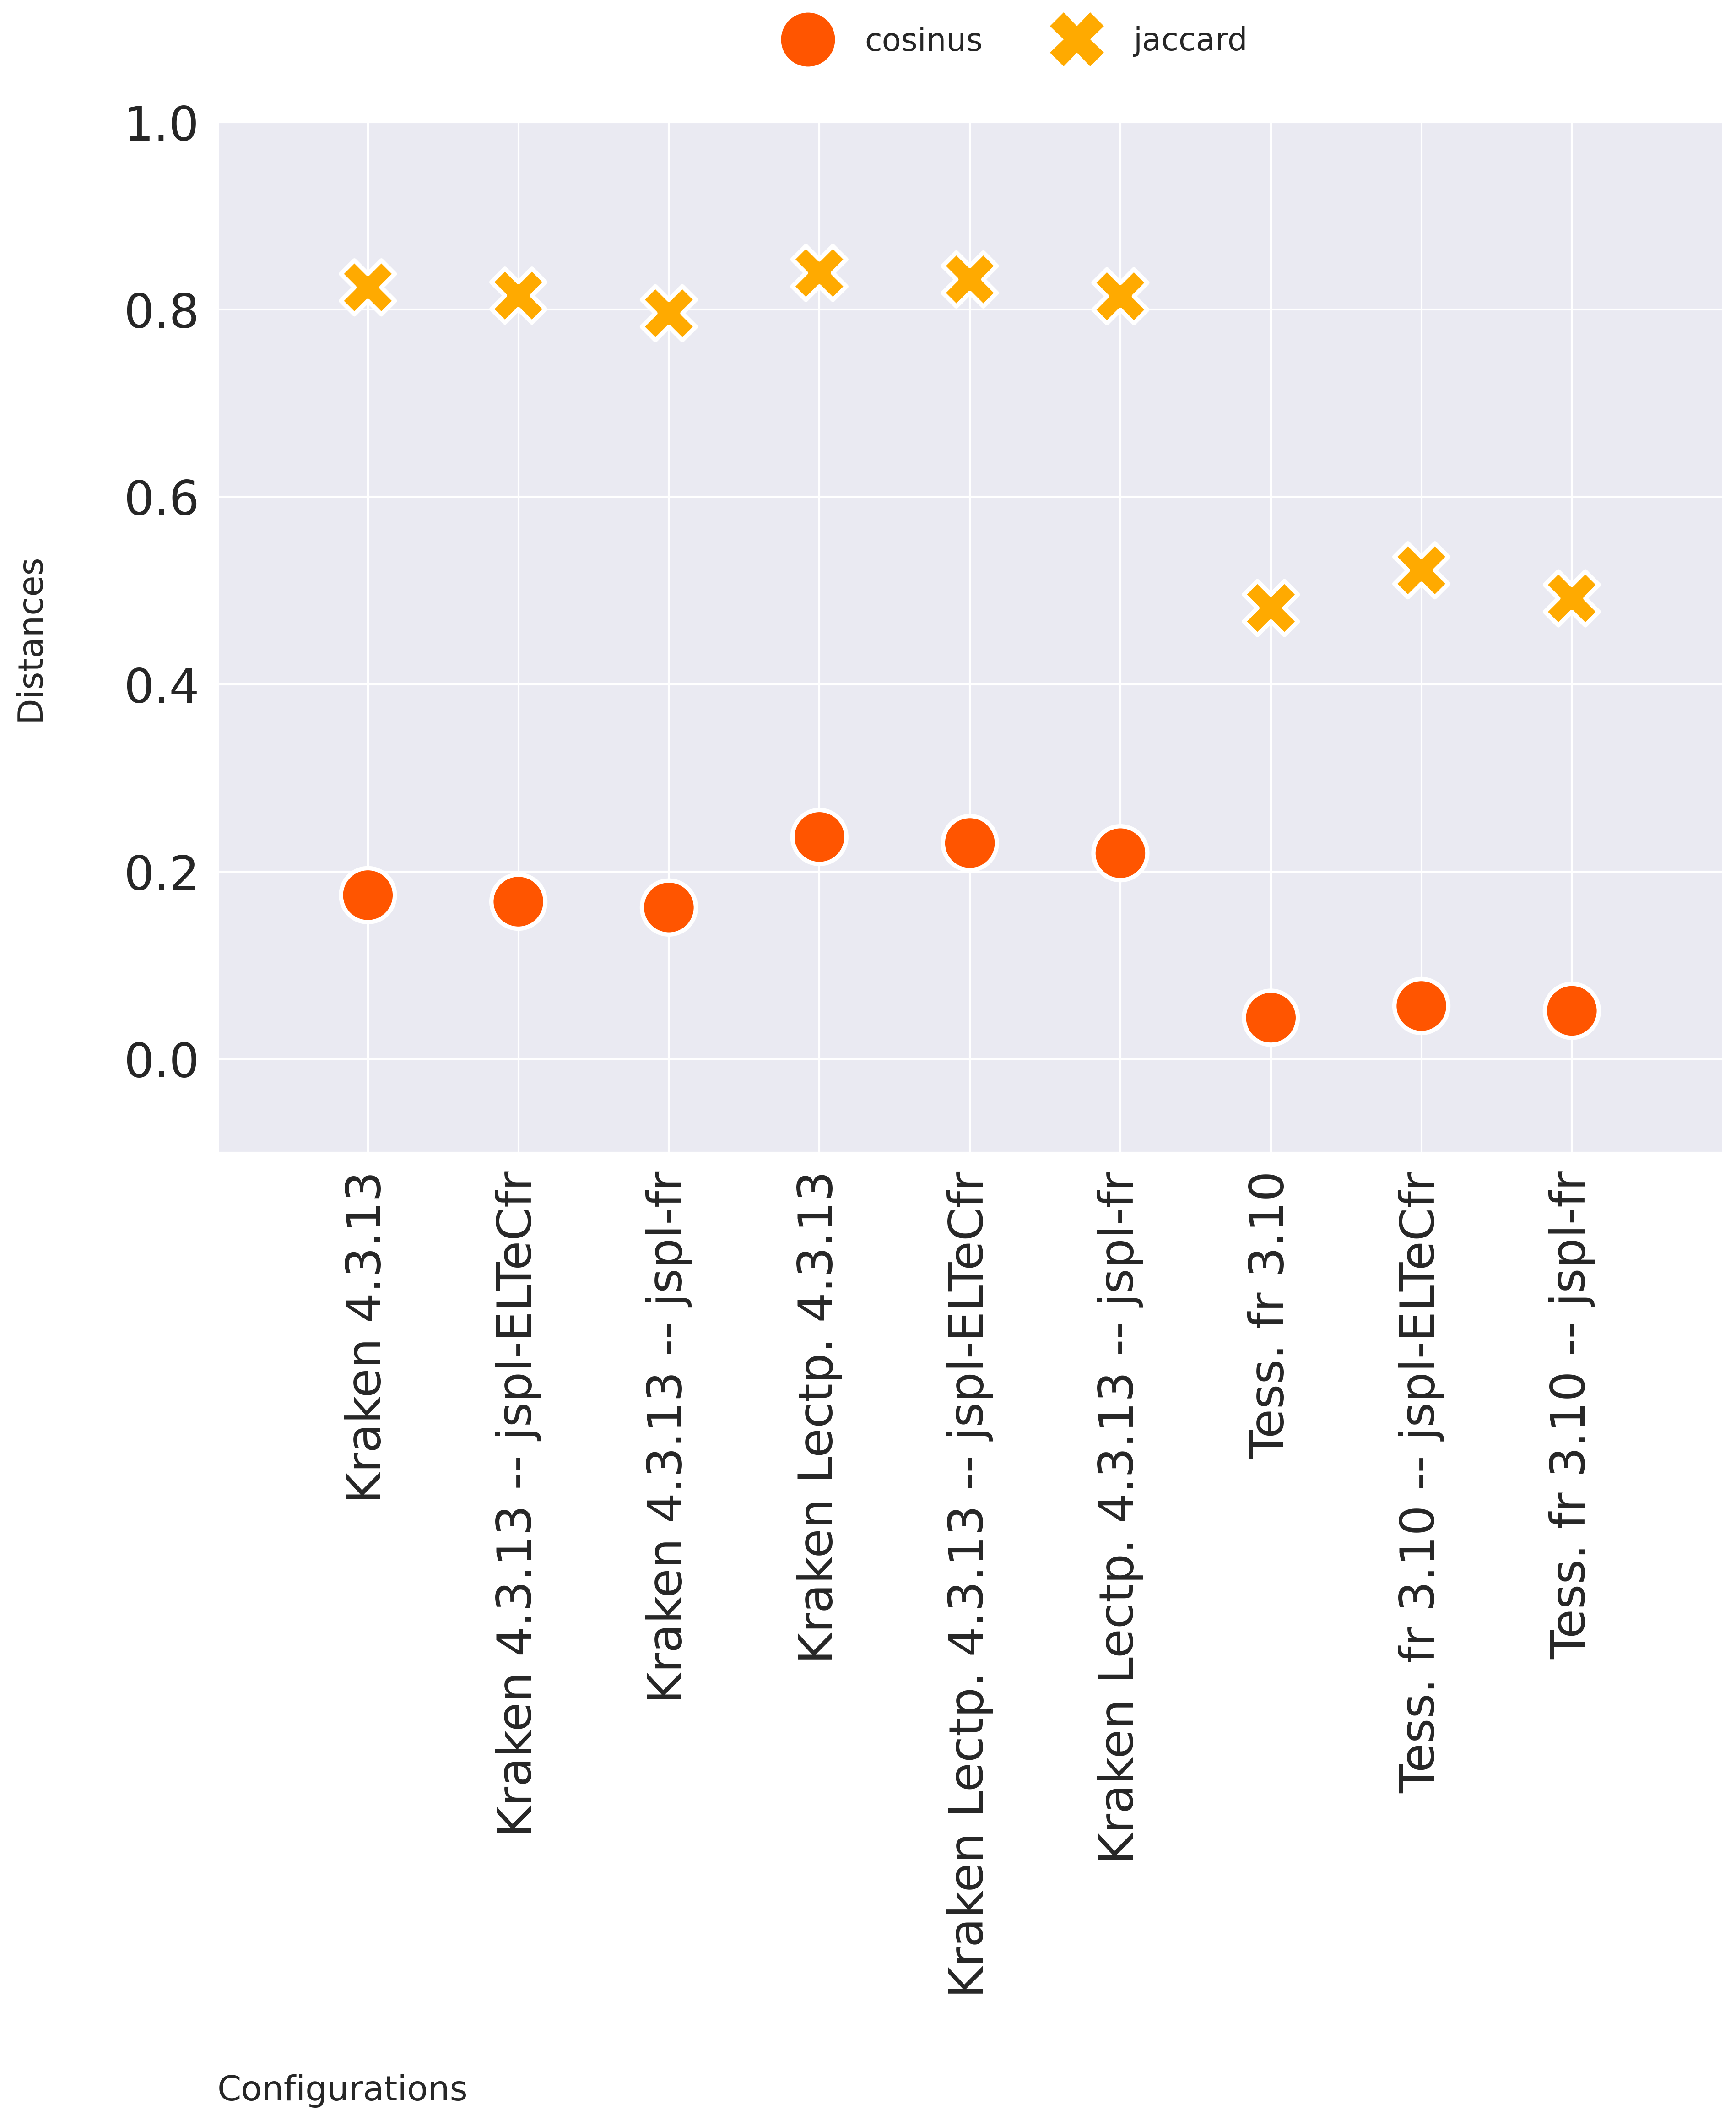 cosinus jaccard
1.0
0.8
0.6
0.4
0.2
0.0
Distances
Kraken 4.3.13
Kraken 4.3.13 -- jspl-ELTeCfr
Kraken 4.3.13 -- jspl-fr
Kraken Lectp. 4.3.13
Kraken Lectp. 4.3.13 -- jspl-ELTeCfr
Kraken Lectp. 4.3.13 -- jspl-fr
Tess. fr 3.10
Tess. fr 3.10 -- jspl-ELTeCfr
Tess. fr 3.10 -- jspl-fr
Configurations